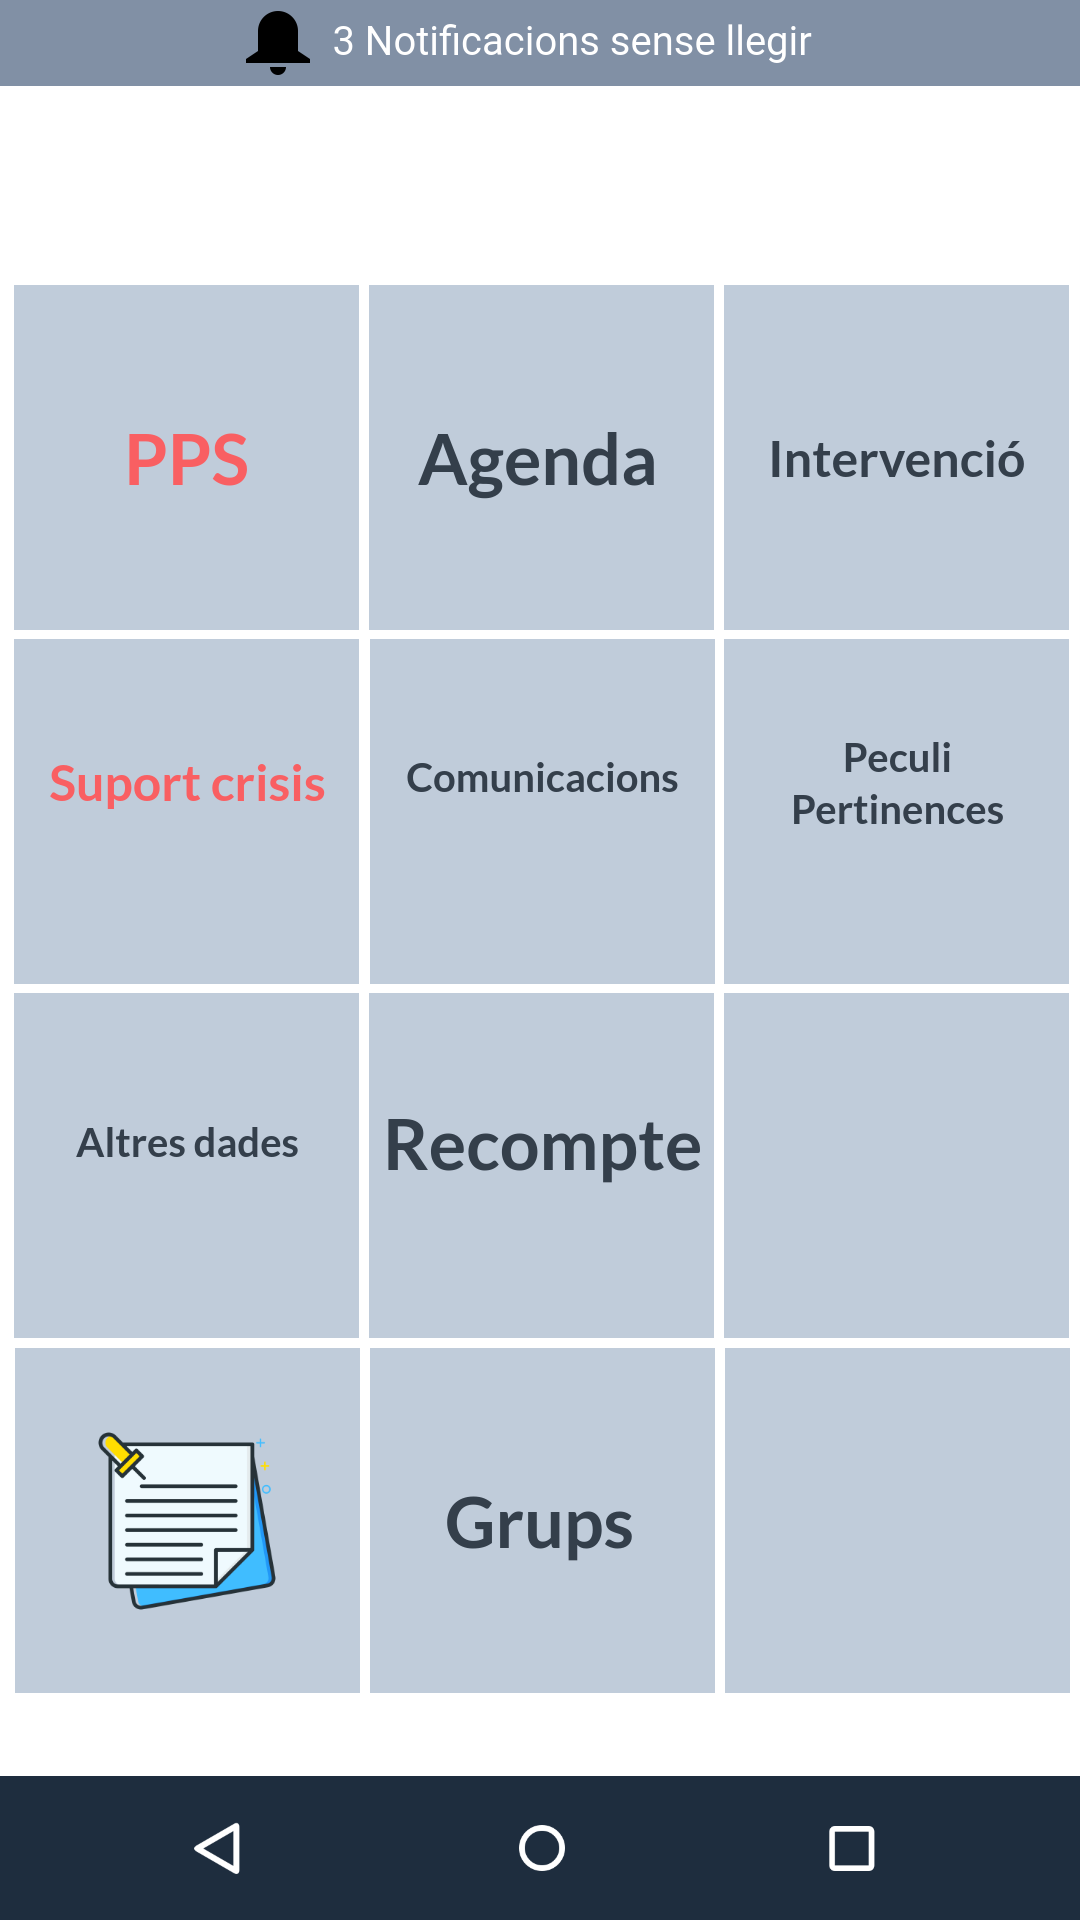 3 Notificacions sense llegir
PPS
Agenda
Intervenció
Suport crisis
Comunicacions
Peculi
Pertinences
Altres dades
Recompte
Grups